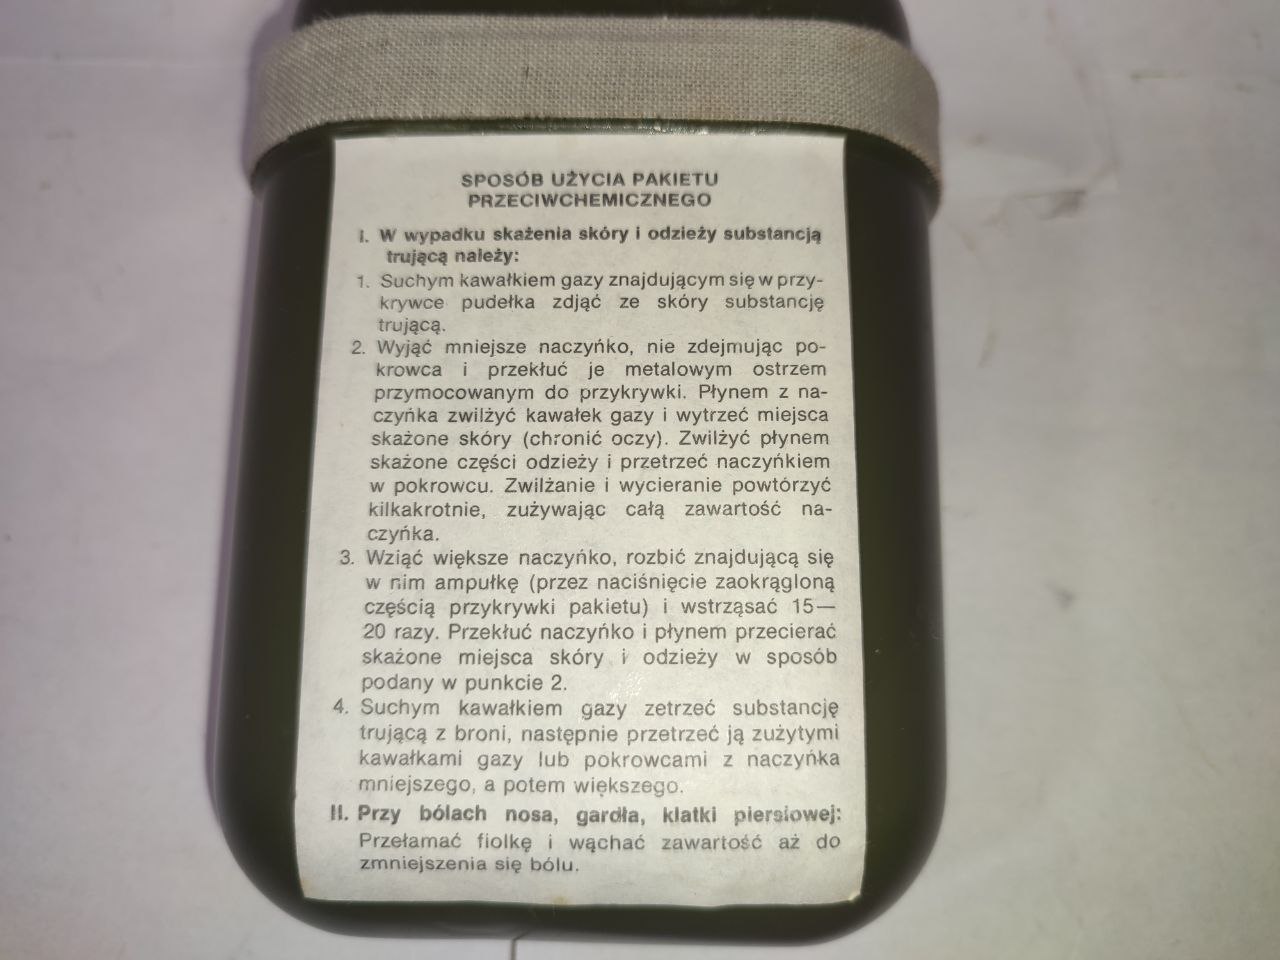 SPOSÓB UŻYCIA PAKIETU
PRZECIWCHEMICZNEGO
I. W wypadku skażenia skóry i odzieży substancją
trującą należy:
1. Suchym kawałkiem gazy znajdującym się w przy-
krywce pudełka zdjąć ze skóry substancję
trującą.
2. Wyjąć mniejsze naczyńko, nie zdejmując po-
krowca i przekłuć je metalowym ostrzem
przymocowanym do przykrywki. Płynem z na-
czyńka zwilżyć kawałek gazy i wytrzeć miejsca
skażone skóry (chronić oczy). Zwilżyć płynem
skażone części odzieży i przetrzeć naczyńkiem
w pokrowcu. Zwilżanie i wycieranie powtórzyć
kilkakrotnie, zużywając całą zawartość na-
czyńka.
3. Wziąć większe naczyńko, rozbić znajdującą się
w nim ampułkę (przez naciśnięcie zaokrągloną
częścią przykrywki pakietu) i wstrząsać 15—
20 razy. Przekłuć naczyńko i płynem przecierać
skażone miejsca skóry i odzieży w sposób
podany w punkcie 2.
4. Suchym kawałkiem gazy zetrzeć substancję
trującą z broni, następnie przetrzeć ją zużytymi
kawałkami gazy lub pokrowcami z naczyńka
mniejszego, a potem większego.
II. Przy bólach nosa, gardła, klatki piersiowej:
Przełamać fiolkę i wąchać zawartość aż do
zmniejszenia się bólu.